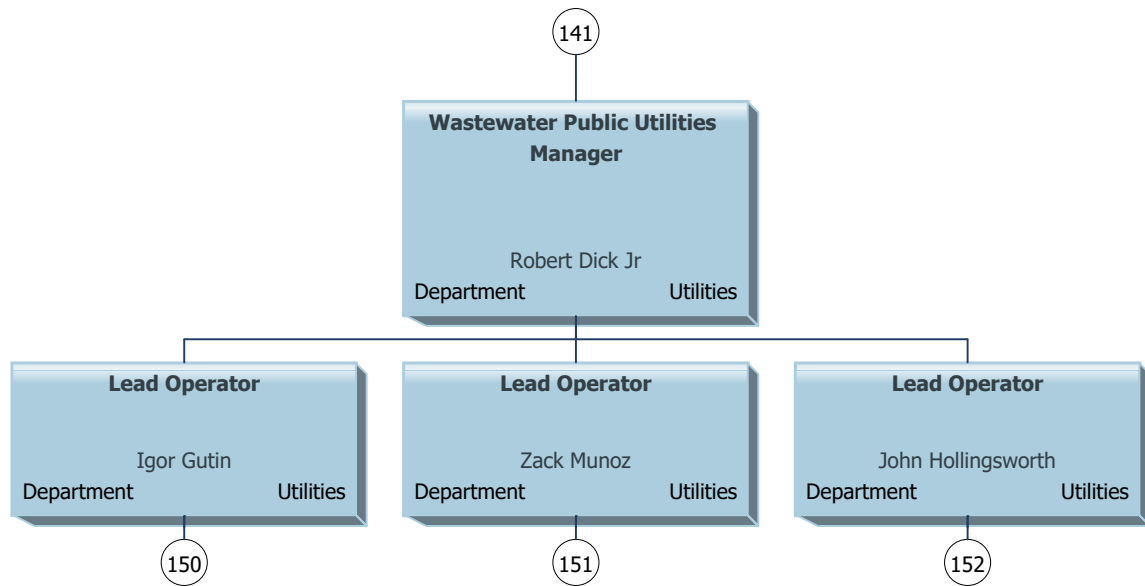 141
Wastewater Public Utilities
Manager
Robert Dick Jr
Department Utilities
Lead Operator
Igor Gutin
Department Utilities
150
Lead Operator
Zack Munoz
Department Utilities
151
Lead Operator
John Hollingsworth
Department Utilities
152